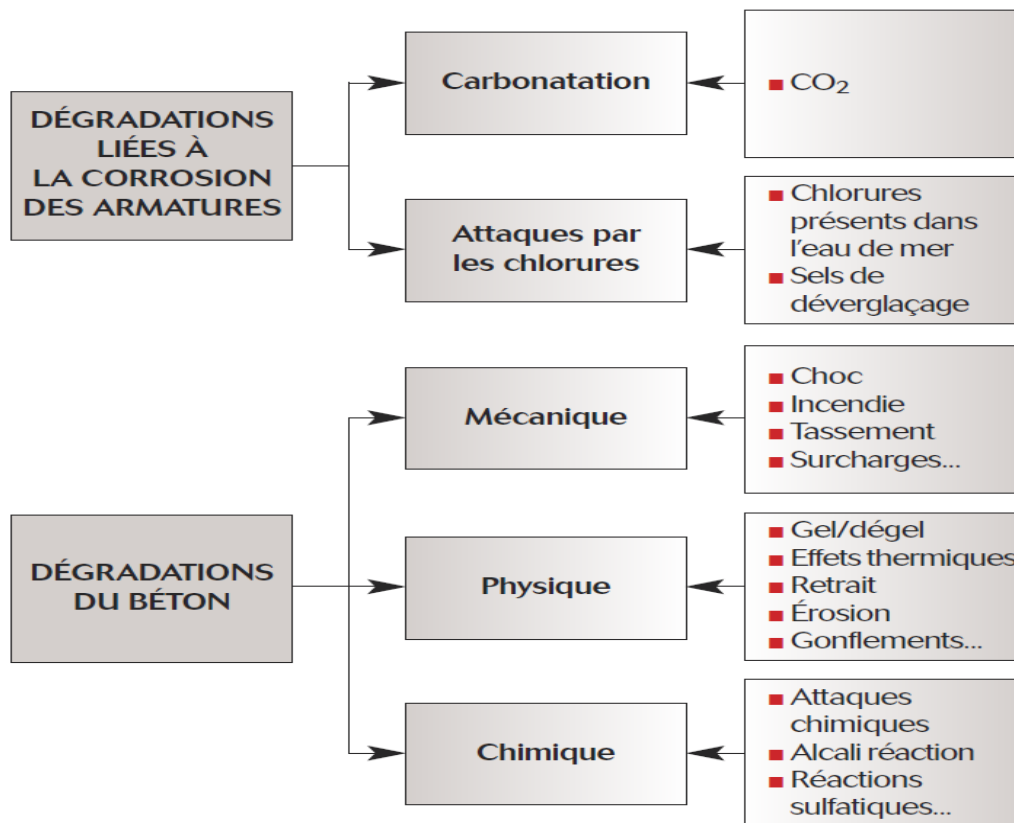 DÉGRADATIONS
LIÉES À
LA CORROSION
DES ARMATURES
Carbonatation
■ CO₂
Attaques par
les chlorures
■ Chlorures
présents dans
l'eau de mer
■ Sels de
déverglaçage
DÉGRADATIONS
DU BÉTON
Mécanique
■ Choc
■ Incendie
■ Tassement
■ Surcharges...
Physique
■ Gel/dégel
■ Effets thermiques
■ Retrait
■ Érosion
■ Gonflements...
Chimique
■ Attaques
chimiques
■ Alcali réaction
■ Réactions
sulfatiques...